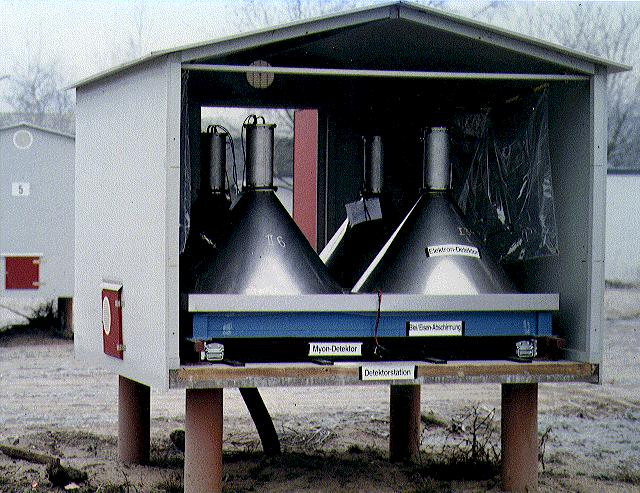 5
Elektron-Detektor
Blei/Eisen-Abschirmung
Myon-Detektor
Detektorstation